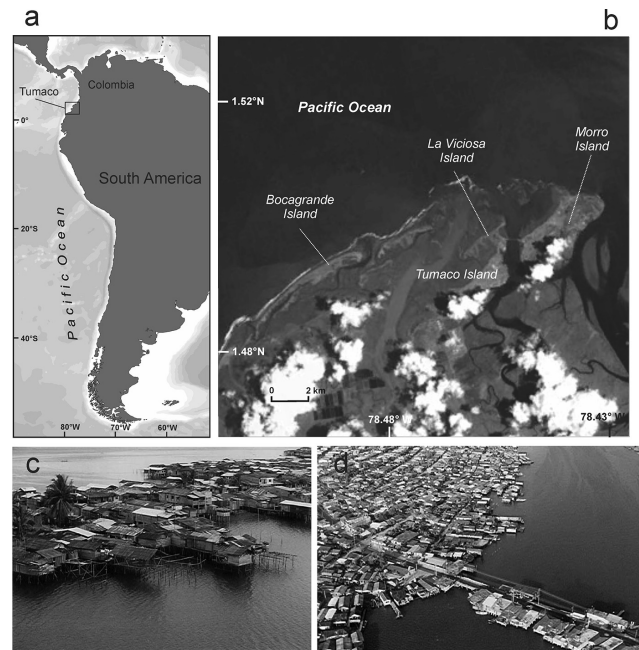 a
b
Colombia
Tumaco
0°
South America
20°S
40°S
Pacific Ocean
80°W
70°W
60°W
1.52°N
Pacific Ocean
La Viciosa
Island
Morro
Island
Bocagrande
Island
Tumaco Island
1.48°N
0
2 km
78.48° W
78.43° W
c
d